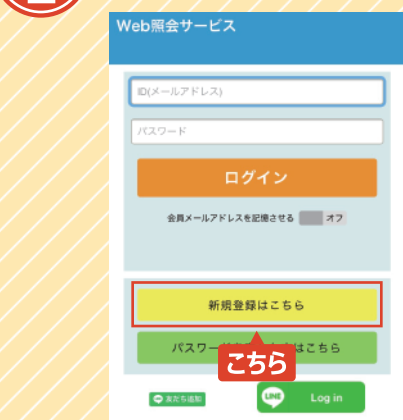 Web照会サービス
ID(メールアドレス)
パスワード
ログイン
会員メールアドレスを記憶させる オフ
新規登録はこちら
パスワー はこちら
こちら
友だち追加
LINE Log in